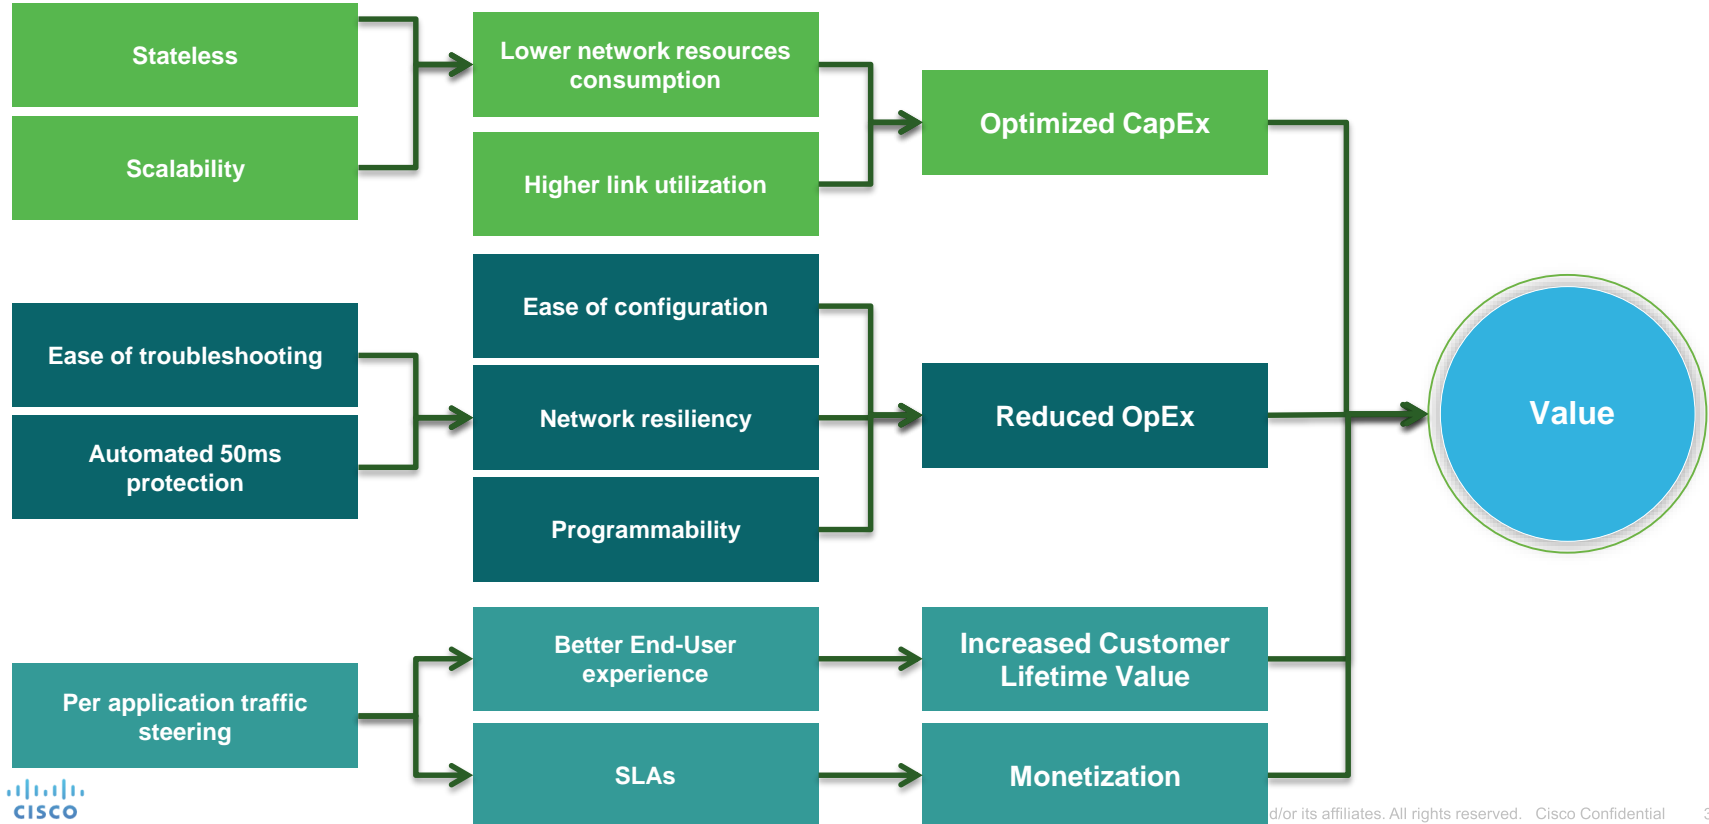 Stateless
Scalability
Lower network resources
consumption
Higher link utilization
Optimized CapEx
Ease of troubleshooting
Automated 50ms
protection
Ease of configuration
Network resiliency
Programmability
Reduced OpEx
Value
Per application traffic
steering
Better End-User
experience
SLAs
Increased Customer
Lifetime Value
Monetization
CISCO
d/or its affiliates. All rights reserved. Cisco Confidential